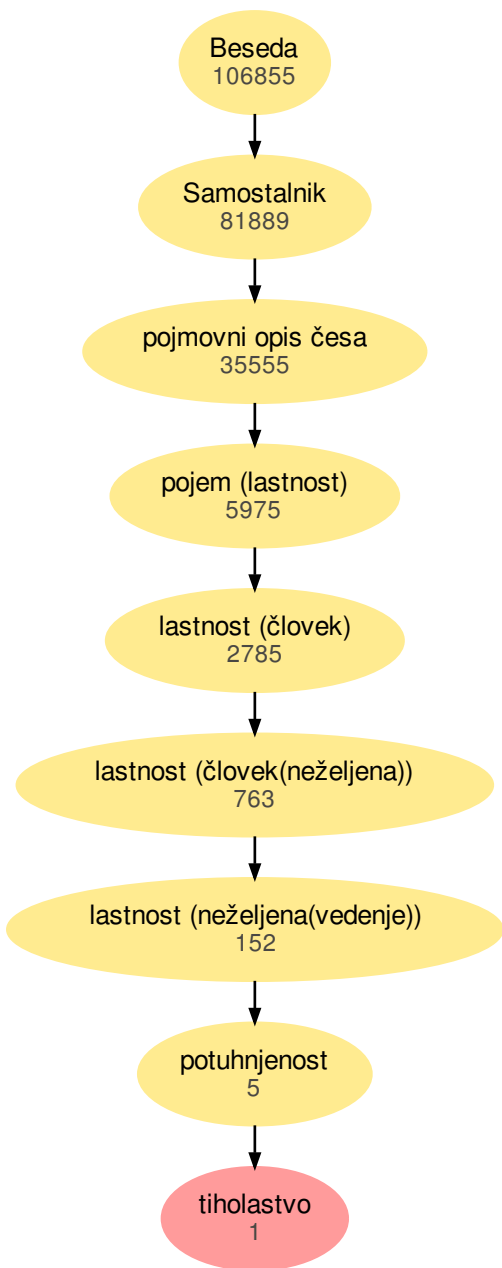 Beseda
106855
Samostalnik
81889
pojmovni opis česa
35555
pojem (lastnost)
5975
lastnost (človek)
2785
lastnost (človek(neželjena))
763
lastnost (neželjena(vedenje))
152
potuhnjenost
5
tiholastvo
1